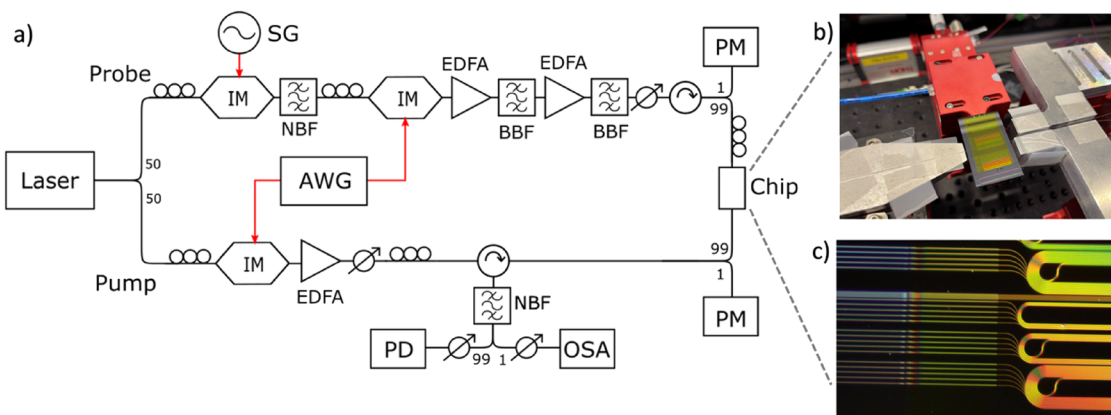 a)
SG
Probe
IM
NBF
IM
EDFA
BBF
EDFA
BBF
PM
1
99
50
50
Laser
AWG
Chip
Pump
IM
EDFA
NBF
99
1
PM
PD
99
1
OSA
b)
c)